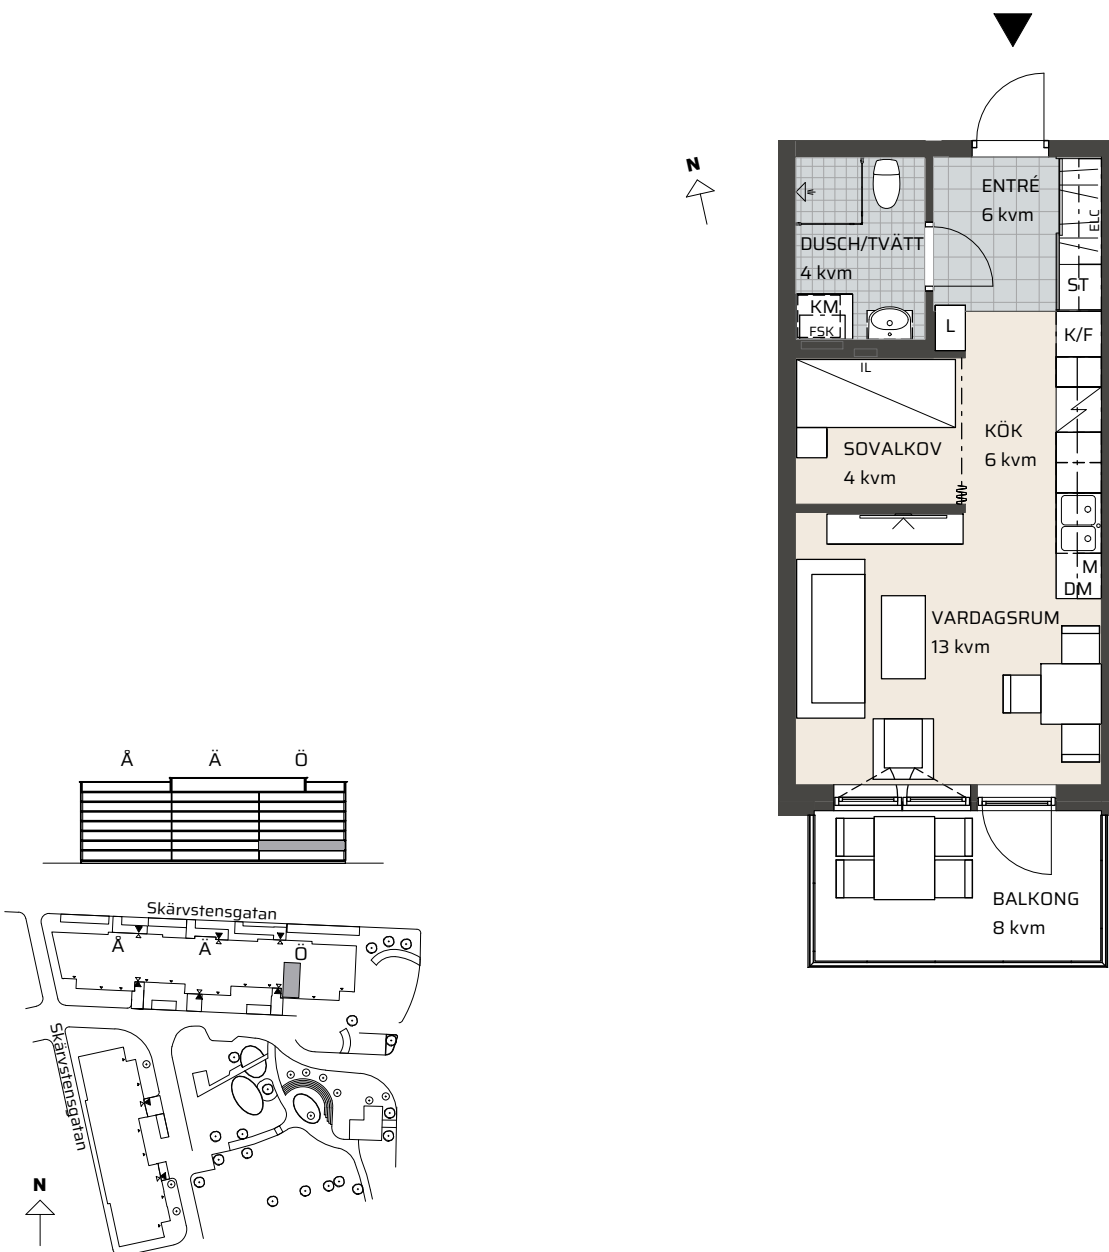 N
ENTRÉ
6 kvm
ELC
DUSCH/TVÄTT
4 kvm
ST
KM
FSK
L
K/F
IL
KÖK
6 kvm
SOVALKOV
4 kvm
M
DM
VARDAGSRUM
13 kvm
BALKONG
8 kvm
Å Ä Ö
Skärvstensgatan
Å Ä Ö
Skärvstensgatan
N